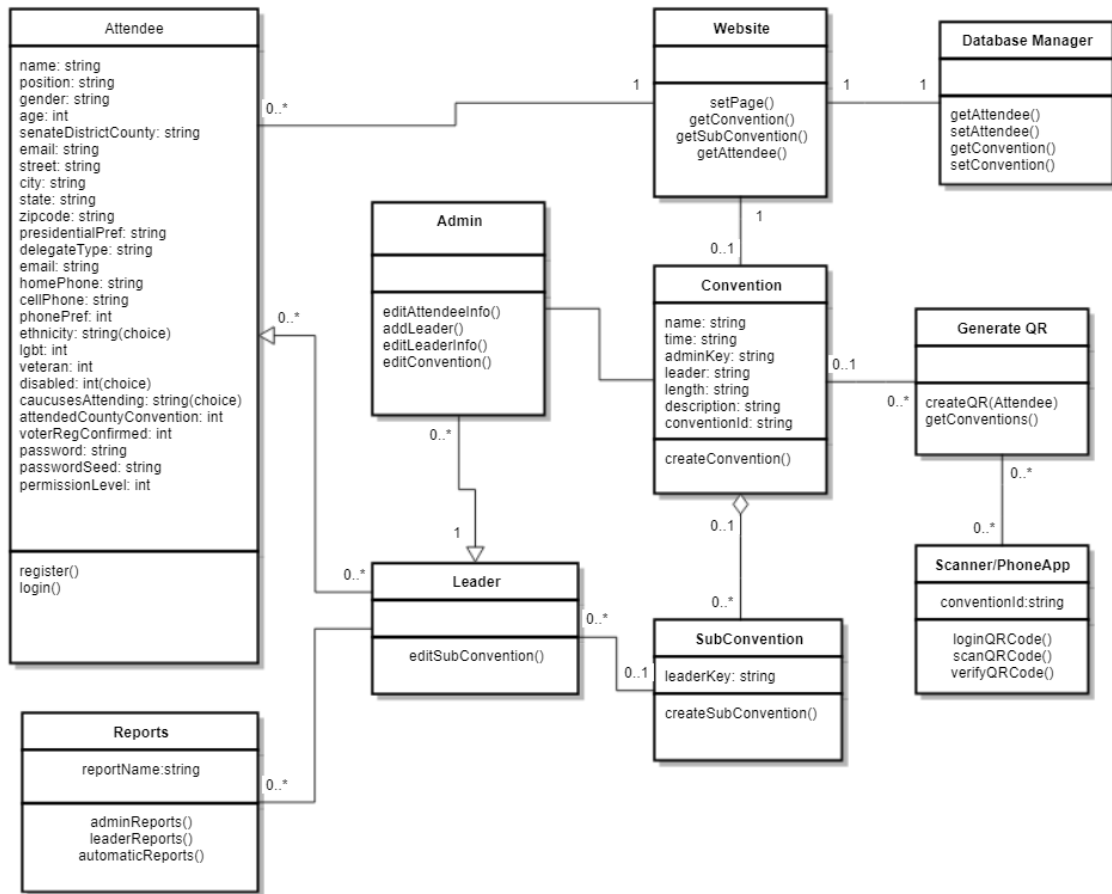 Attendee
name: string
position: string
gender: string
age: int
senateDistrictCounty: string
email: string
street: string
city: string
state: string
zipcode: string
presidentialPref: string
delegateType: string
email: string
homePhone: string
cellPhone: string
phonePref: int
ethnicity: string(choice)
lgbt: int
veteran: int
disabled: int(choice)
caucusesAttending: string(choice)
attendedCountyConvention: int
voterRegConfirmed: int
password: string
passwordSeed: string
permissionLevel: int
register()
login()
0..*
1
Website
setPage()
getConvention()
getSubConvention()
getAttendee()
1
1
Database Manager
getAttendee()
setAttendee()
getConvention()
setConvention()
1
0..1
Admin
editAttendeeInfo()
addLeader()
editLeaderInfo()
editConvention()
0..*
1
Convention
name: string
time: string
adminKey: string
leader: string
length: string
description: string
conventionId: string
createConvention()
0..1
0..*
Generate QR
createQR(Attendee)
getConventions()
0..*
0..*
Scanner/PhoneApp
conventionId:string
loginQRCode()
scanQRCode()
verifyQRCode()
0..*
0..*
Leader
editSubConvention()
0..*
0..1
0..1
0..*
SubConvention
leaderKey: string
createSubConvention()
Reports
reportName:string
adminReports()
leaderReports()
automaticReports()
0..*